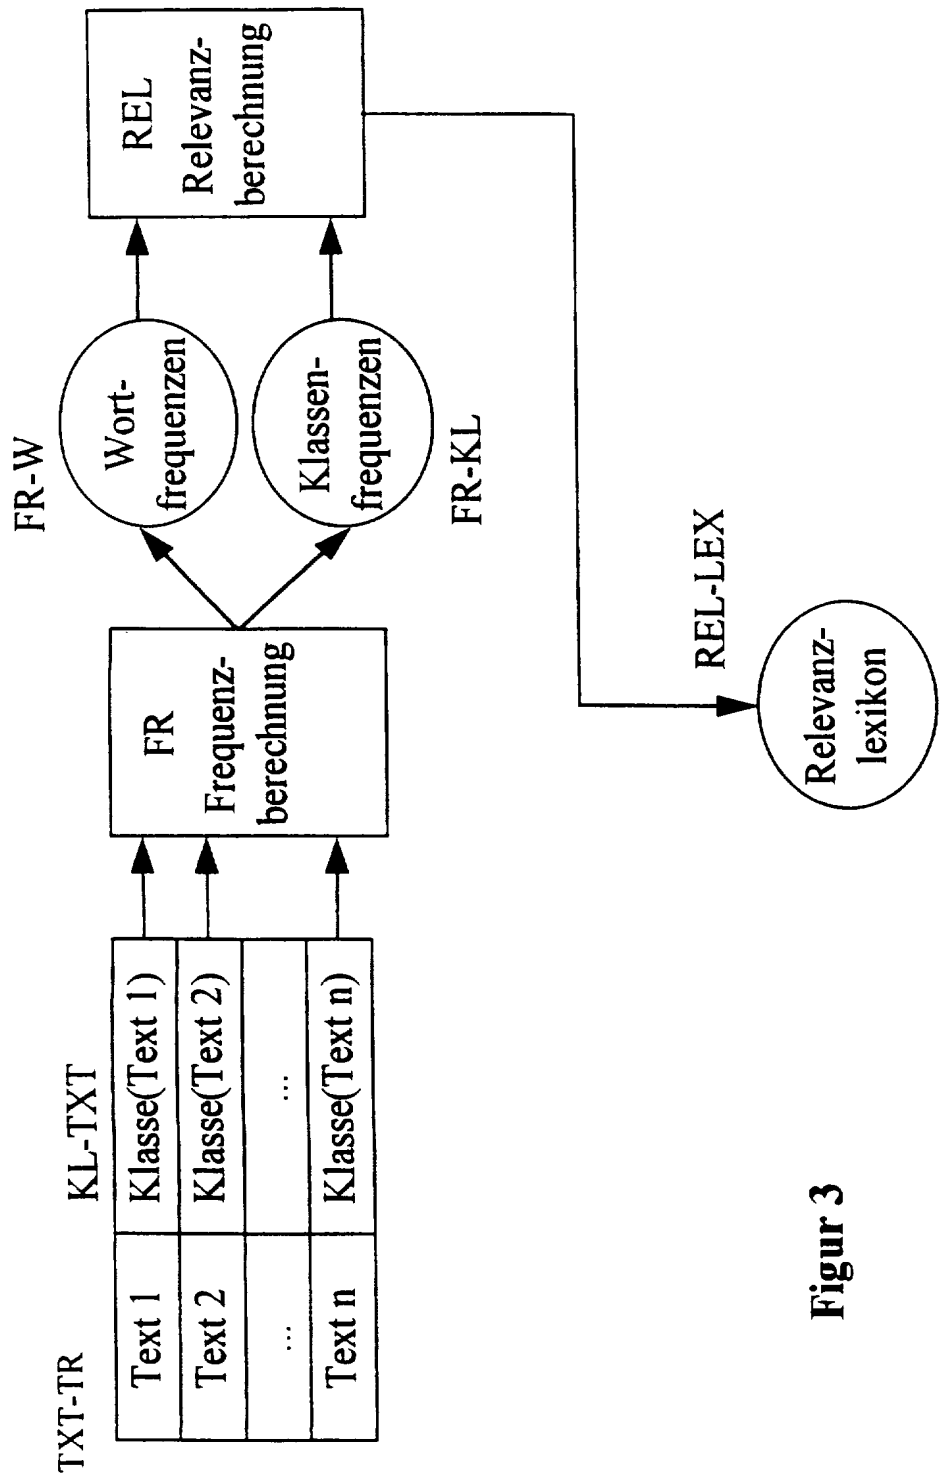 TXT-TR
KL-TXT
Text 1
Klasse(Text 1)
Text 2
Klasse(Text 2)
...
...
Text n
Klasse(Text n)
FR
Frequenz-
berechnung
FR-W
Wort-
frequenzen
Klassen-
frequenzen
FR-KL
REL
Relevanz-
berechnung
REL-LEX
Relevanz-
lexikon
Figur 3